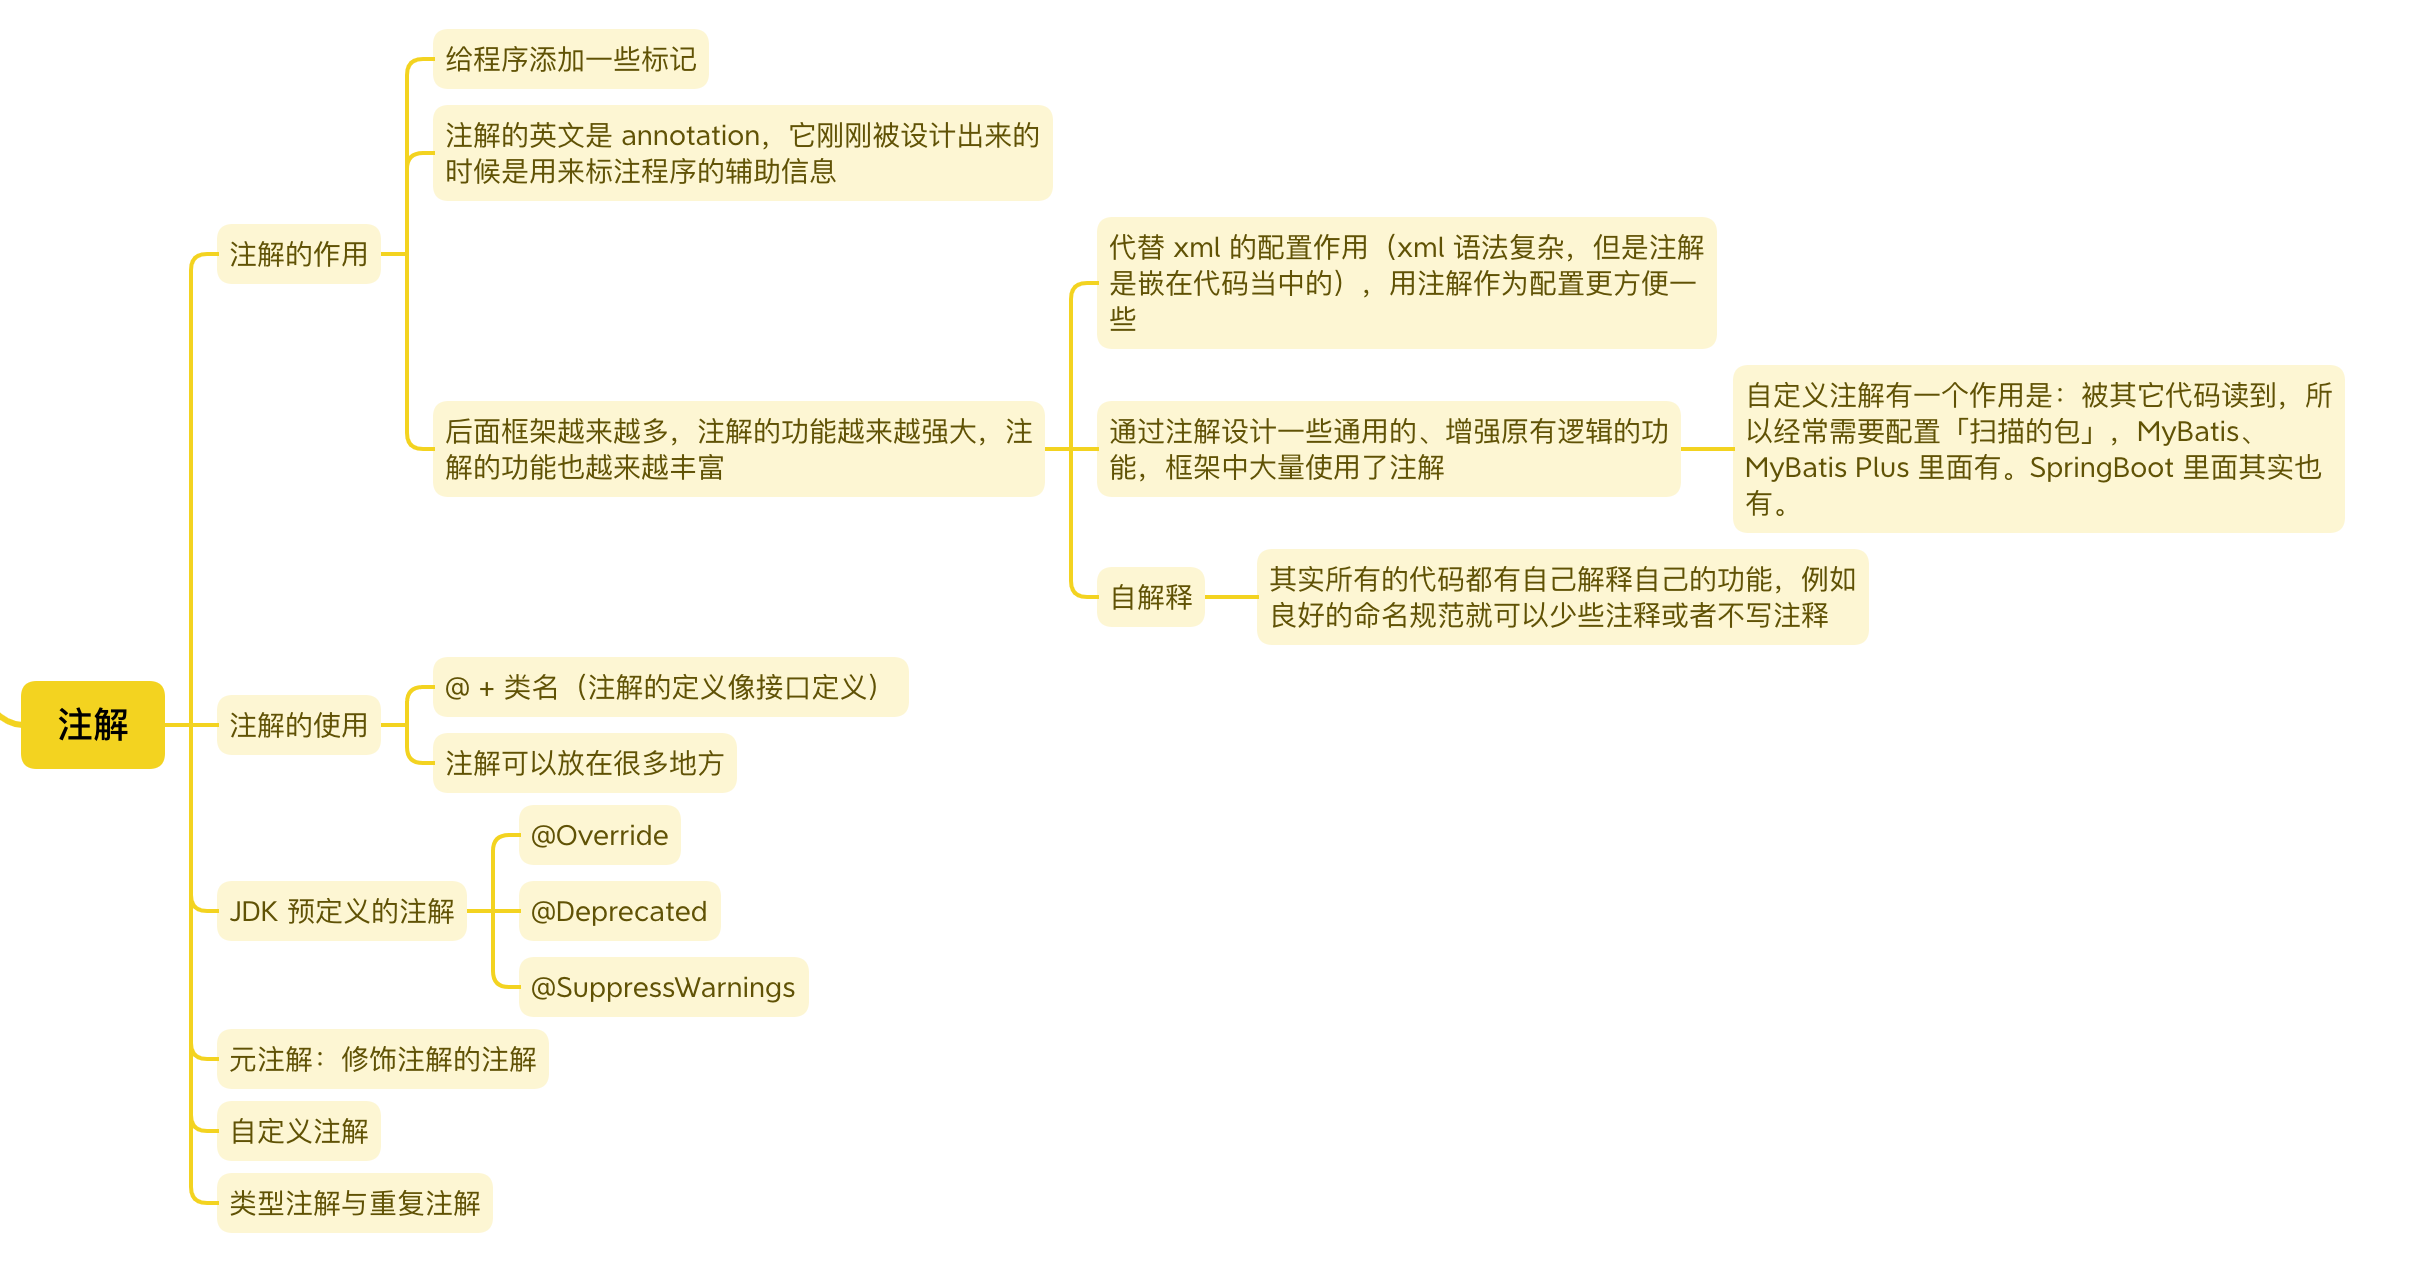 给程序添加一些标记
注解的英文是 annotation，它刚刚被设计出来的
时候是用来标注程序的辅助信息
注解的作用
代替 xml 的配置作用（xml 语法复杂，但是注解
是嵌在代码当中的），用注解作为配置更方便一
些
后面框架越来越多，注解的功能越来越强大，注
解的功能也越来越丰富
通过注解设计一些通用的、增强原有逻辑的功
能，框架中大量使用了注解
自定义注解有一个作用是：被其它代码读到，所
以经常需要配置「扫描的包」，MyBatis、
MyBatis Plus 里面有。SpringBoot 里面其实也
有。
自解释
其实所有的代码都有自己解释自己的功能，例如
良好的命名规范就可以少些注释或者不写注释
注解
注解的使用
@ + 类名（注解的定义像接口定义）
注解可以放在很多地方
JDK 预定义的注解
@Override
@Deprecated
@SuppressWarnings
元注解：修饰注解的注解
自定义注解
类型注解与重复注解